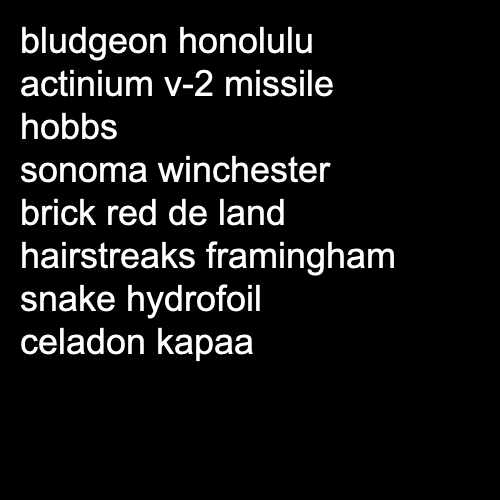 bludgeon honolulu
actinium v-2 missile
hobbs
sonoma winchester
brick red de land
hairstreaks framingham
snake hydrofoil
celadon kapaa